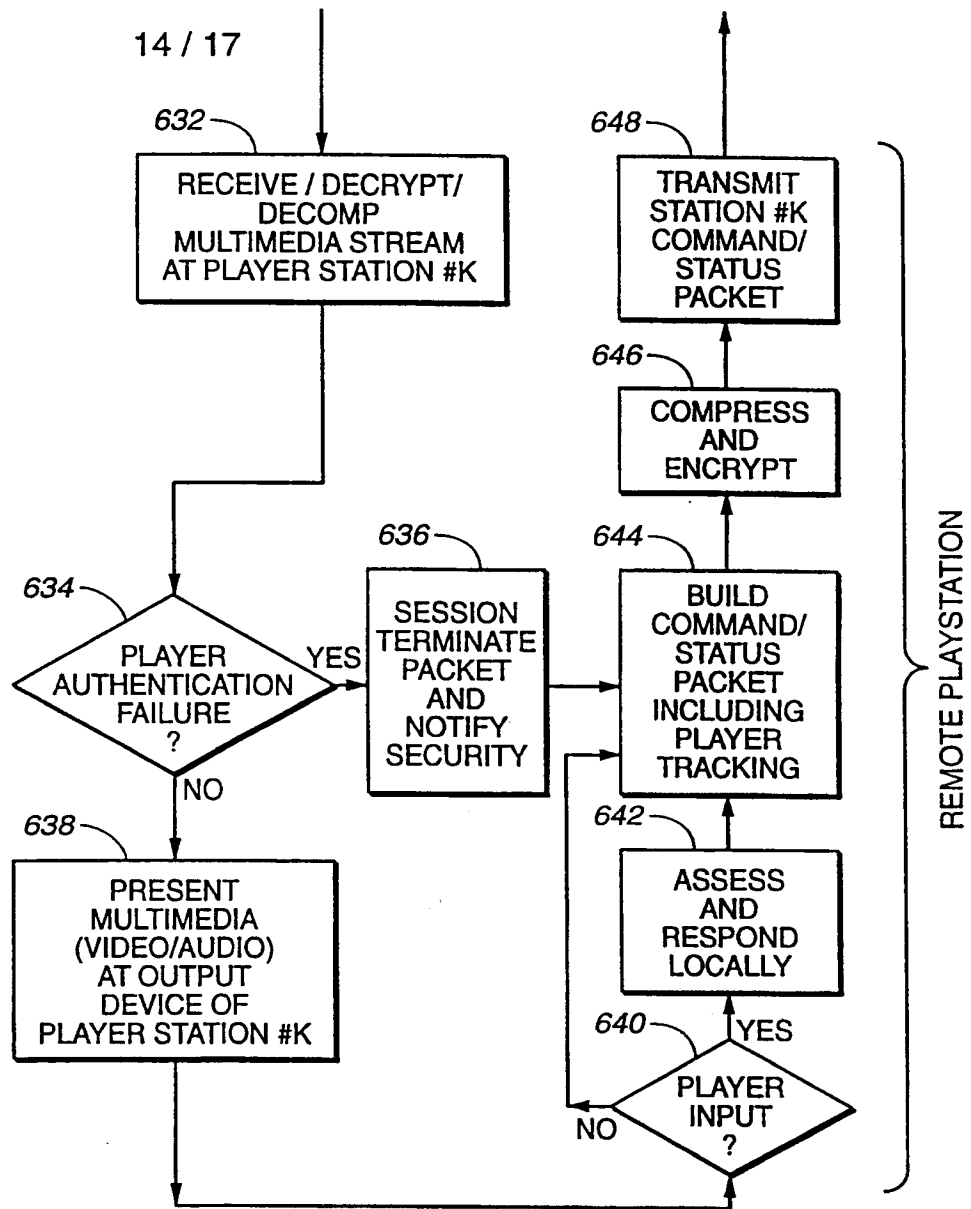 14 / 17
632
RECEIVE / DECRYPT/
DECOMP
MULTIMEDIA STREAM
AT PLAYER STATION #K
634
PLAYER
AUTHENTICATION
FAILURE
?
YES
NO
636
SESSION
TERMINATE
PACKET
AND
NOTIFY
SECURITY
638
PRESENT
MULTIMEDIA
(VIDEO/AUDIO)
AT OUTPUT
DEVICE OF
PLAYER STATION #K
648
TRANSMIT
STATION #K
COMMAND/
STATUS
PACKET
646
COMPRESS
AND
ENCRYPT
644
BUILD
COMMAND/
STATUS
PACKET
INCLUDING
PLAYER
TRACKING
642
ASSESS
AND
RESPOND
LOCALLY
640
YES
PLAYER
INPUT
?
NO
REMOTE PLAYSTATION